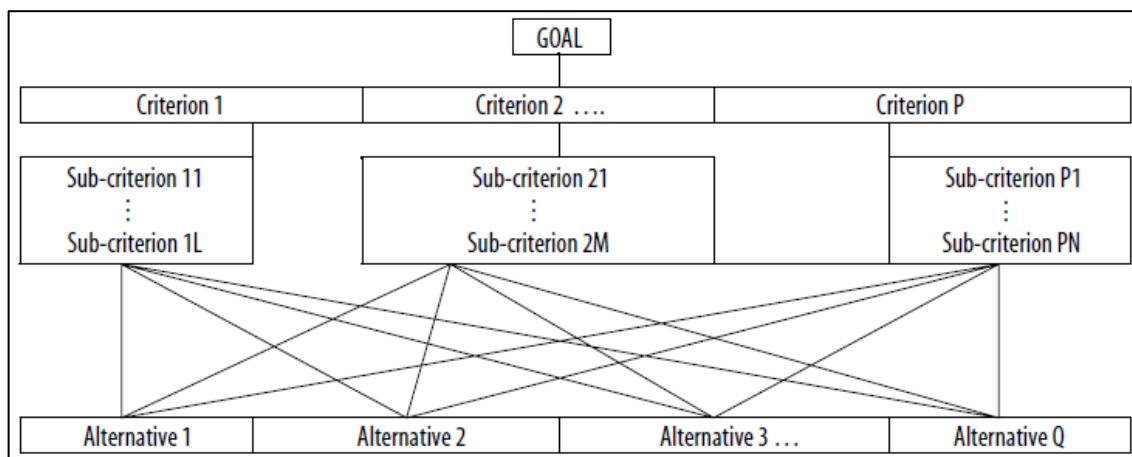 GOAL
Criterion 1 Criterion 2 .... Criterion P
Sub-criterion 11 Sub-criterion 21 Sub-criterion P1
⋮ ⋮ ⋮
Sub-criterion 1L Sub-criterion 2M Sub-criterion PN
Alternative 1 Alternative 2 Alternative 3 ... Alternative Q